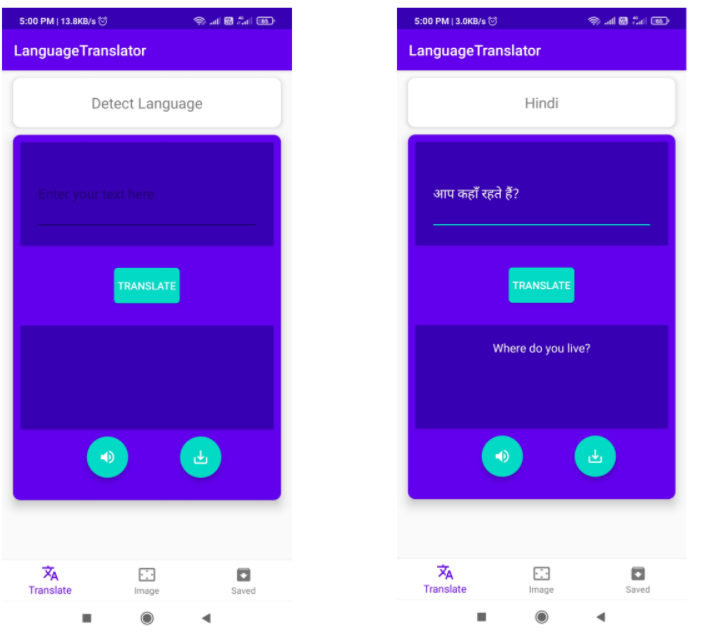 5:00 PM | 13.8KB/s
LanguageTranslator
Detect Language
Enter your text here
TRANSLATE
Translate
Image
Saved
5:00 PM | 3.0KB/s
LanguageTranslator
Hindi
आप कहाँ रहते हैं?
TRANSLATE
Where do you live?
Translate
Image
Saved